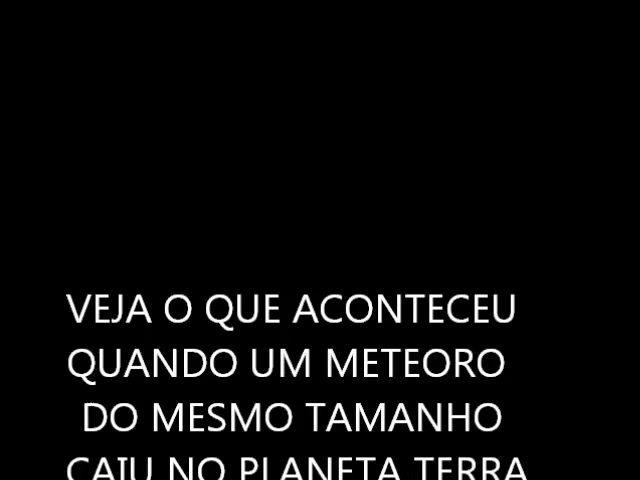 VEJA O QUE ACONTECEU
QUANDO UM METEORO
DO MESMO TAMANHO
CAIU NO PLANETA TERRA